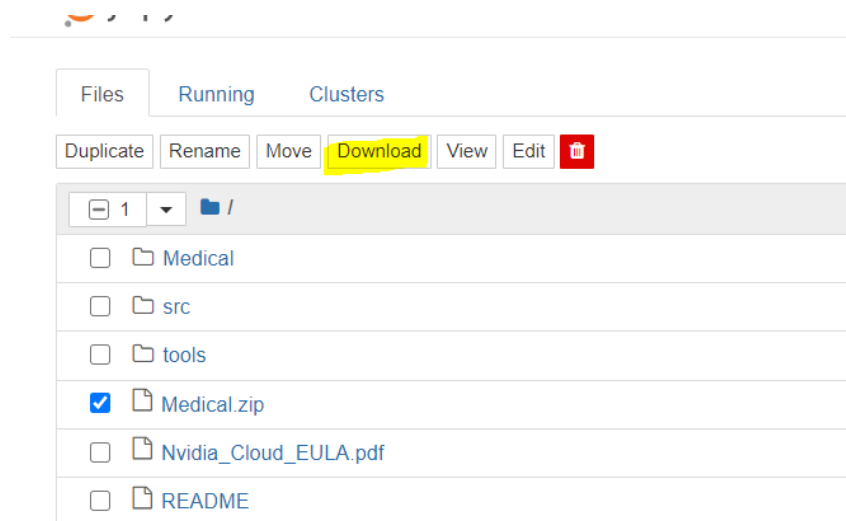 Files Running Clusters
Duplicate Rename Move Download View Edit
1 /
Medical
src
tools
Medical.zip
Nvidia_Cloud_EULA.pdf
README